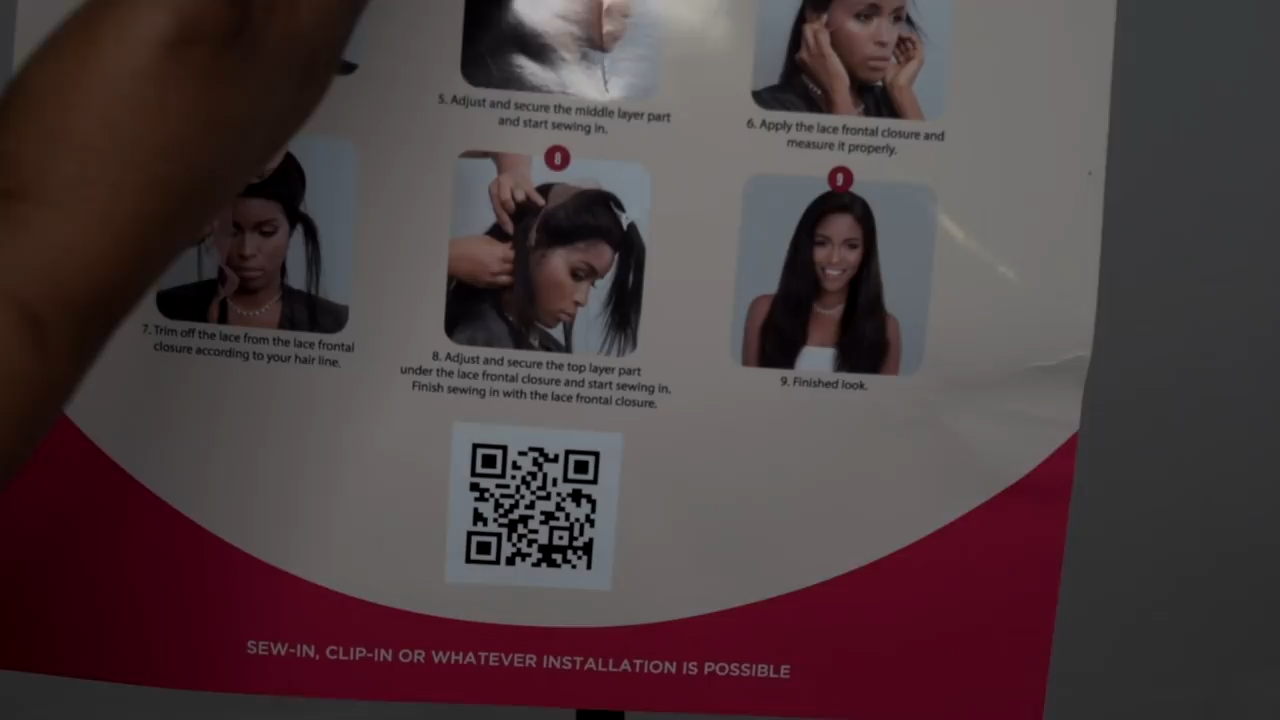 5. Adjust and secure the middle layer part
and start sewing in.
6. Apply the lace frontal closure and
measure it properly.
8
9
7. Trim off the lace from the lace frontal
closure according to your hair line.
8. Adjust and secure the top layer part
under the lace frontal closure and start sewing in.
Finish sewing in with the lace frontal closure.
9. Finished look.
SEW-IN, CLIP-IN OR WHATEVER INSTALLATION IS POSSIBLE